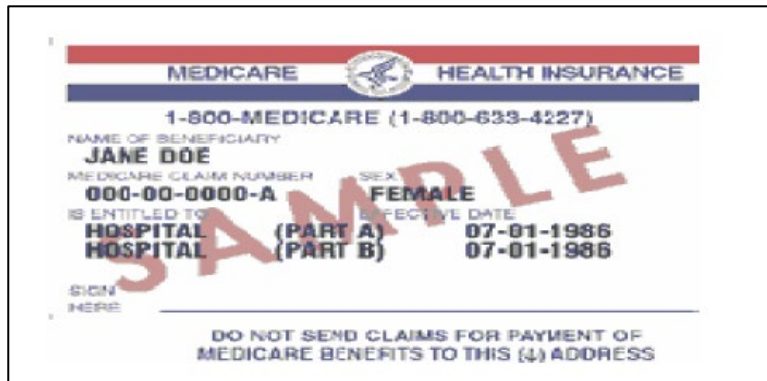 MEDICARE HEALTH INSURANCE
1-800-MEDICARE (1-800-633-4227)
NAME OF BENEFICIARY
JANE DOE
MEDICARE CLAIM NUMBER SEX
000-00-0000-A FEMALE
IS ENTITLED TO EFFECTIVE DATE
HOSPITAL (PART A) 07-01-1986
HOSPITAL (PART B) 07-01-1986
SAMPLE
SIGN
HERE
DO NOT SEND CLAIMS FOR PAYMENT OF
MEDICARE BENEFITS TO THIS (↓) ADDRESS